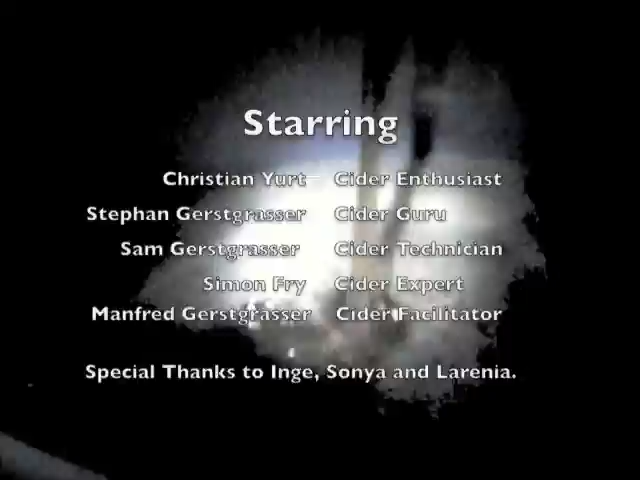 Starring
Christian Yurt Cider Enthusiast
Stephan Gerstgrasser Cider Guru
Sam Gerstgrasser Cider Technician
Simon Fry Cider Expert
Manfred Gerstgrasser Cider Facilitator
Special Thanks to Inge, Sonya and Larenia.